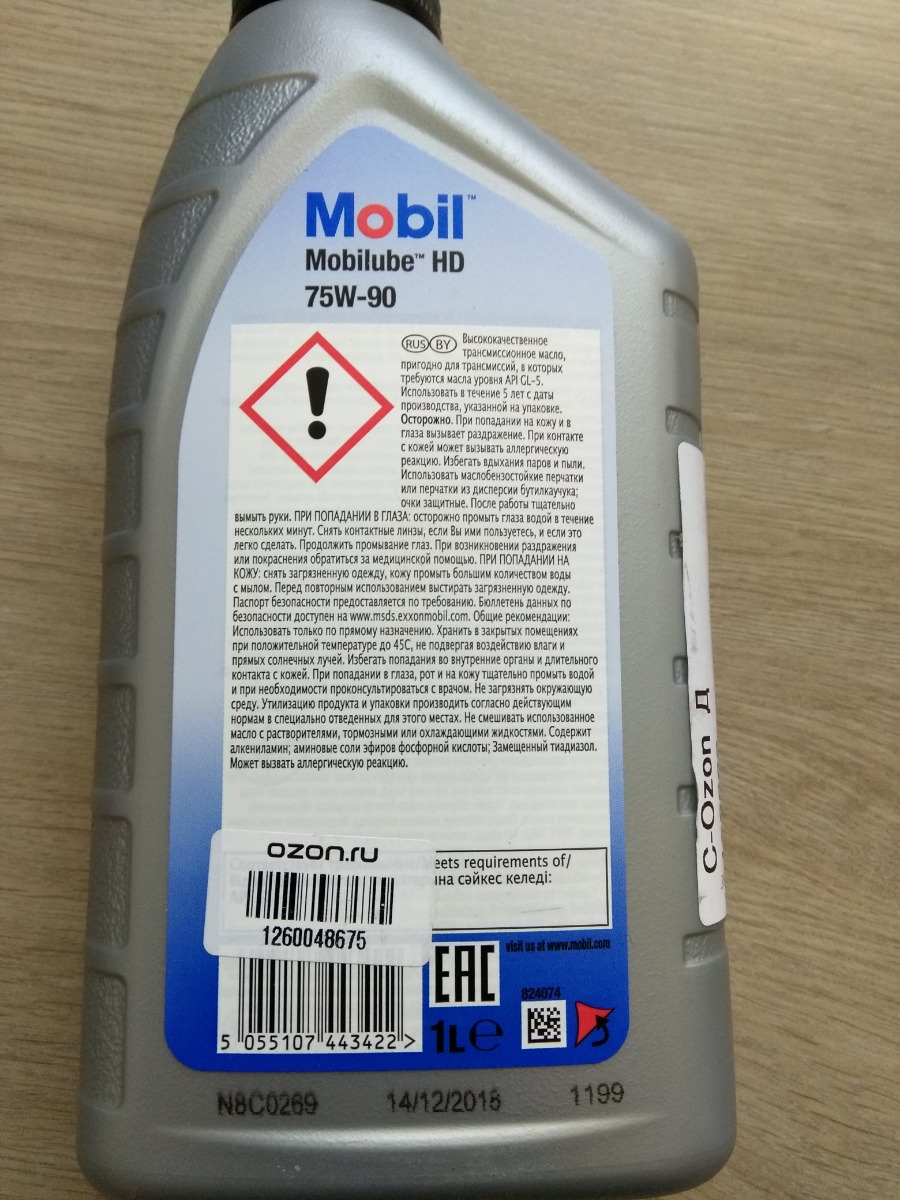 Mobil™
Mobilube™ HD
75W-90
RUS BY Высококачественное
трансмиссионное масло,
пригодно для трансмиссий, в которых
требуются масла уровня API GL-5.
Использовать в течение 5 лет с даты
производства, указанной на упаковке.
Осторожно. При попадании на кожу и в
глаза вызывает раздражение. При контакте
с кожей может вызывать аллергическую
реакцию. Избегать вдыхания паров и пыли.
Использовать маслобензостойкие перчатки
или перчатки из дисперсии бутилкаучука;
очки защитные. После работы тщательно
вымыть руки. ПРИ ПОПАДАНИИ В ГЛАЗА: осторожно промыть глаза водой в течение
нескольких минут. Снять контактные линзы, если Вы ими пользуетесь, и если это
легко сделать. Продолжить промывание глаз. При возникновении раздражения
или покраснения обратиться за медицинской помощью. ПРИ ПОПАДАНИИ НА
КОЖУ: снять загрязненную одежду, кожу промыть большим количеством воды
с мылом. Перед повторным использованием выстирать загрязненную одежду.
Паспорт безопасности предоставляется по требованию. Бюллетень данных по
безопасности доступен на www.msds.exxonmobil.com. Общие рекомендации:
Использовать только по прямому назначению. Хранить в закрытых помещениях
при положительной температуре до 45С, не подвергая воздействию влаги и
прямых солнечных лучей. Избегать попадания во внутренние органы и длительного
контакта с кожей. При попадании в глаза, рот и на кожу тщательно промыть водой
и при необходимости проконсультироваться с врачом. Не загрязнять окружающую
среду. Утилизацию продукта и упаковки производить согласно действующим
нормам в специально отведенных для этого местах. Не смешивать использованное
масло с растворителями, тормозными или охлаждающими жидкостями. Содержит
алкениламин; аминовые соли эфиров фосфорной кислоты; Замещенный тиадиазол.
Может вызвать аллергическую реакцию.
C-Ozon Д
ozon.ru
1260048675
eets requirements of/
на сәйкес келеді:
visit us at www.mobil.com
EAC
824074
1L e
5 055107 443422 >
N8C0269 14/12/2018 1199